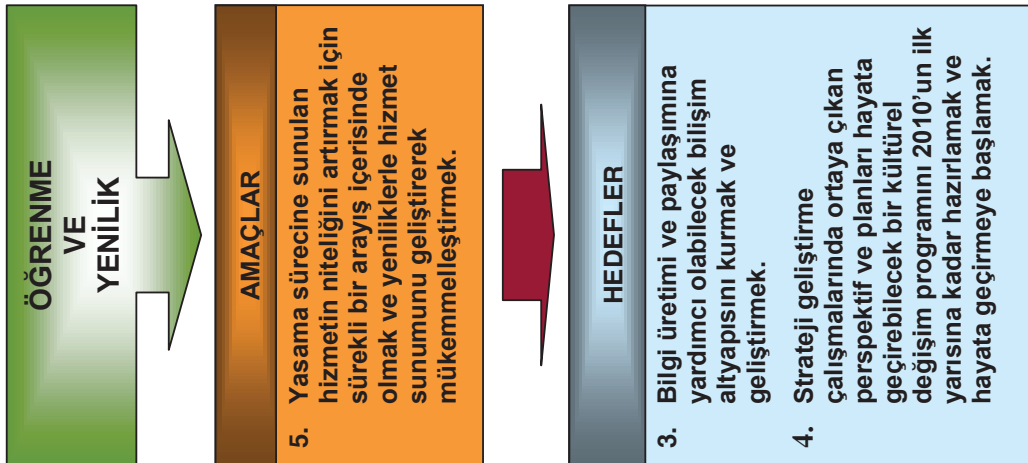 ÖĞRENME
VE
YENİLİK
AMAÇLAR
5. Yasama sürecine sunulan
hizmetin niteliğini artırmak için
sürekli bir arayış içerisinde
olmak ve yeniliklerle hizmet
sunumunu geliştirerek
mükemmelleştirmek.
HEDEFLER
3. Bilgi üretimi ve paylaşımına
yardımcı olabilecek bilişim
altyapısını kurmak ve
geliştirmek.
4. Strateji geliştirme
çalışmalarında ortaya çıkan
perspektif ve planları hayata
geçirebilecek bir kültürel
değişim programını 2010’un ilk
yarısına kadar hazırlamak ve
hayata geçirmeye başlamak.